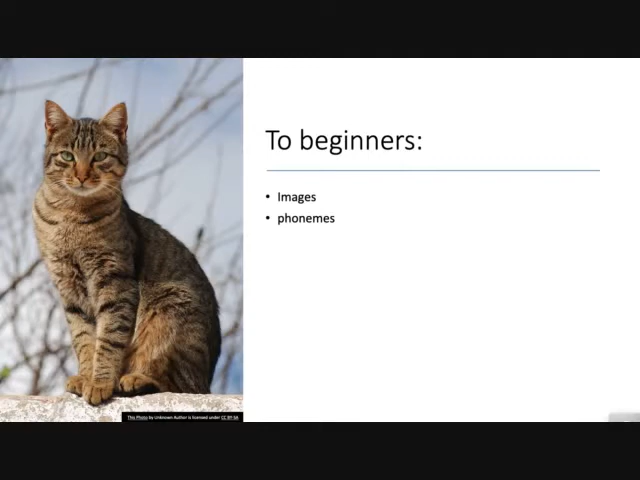 To beginners:
• Images
• phonemes
This Photo by Unknown Author is licensed under CC BY-SA